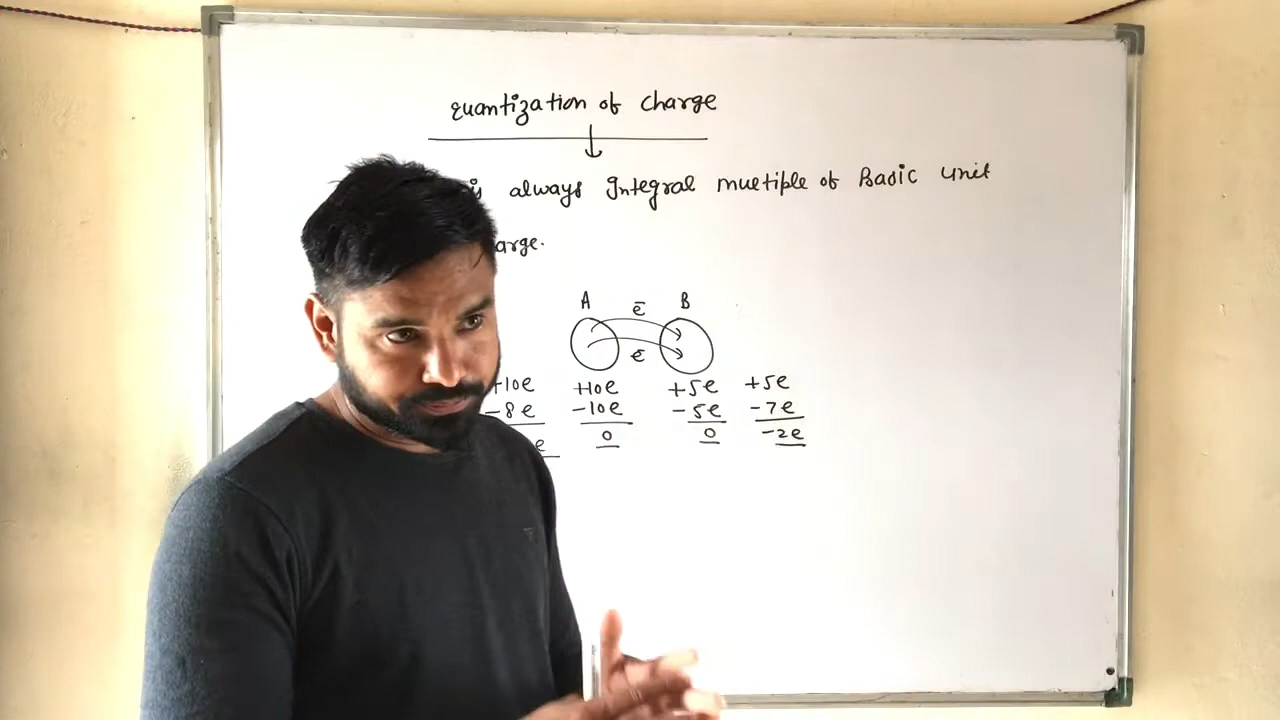 quantization of charge
is always Integral multiple of Basic unit
arge.
A B
ē
e
+10e +10e +5e +5e
-8e -10e -5e -7e
e 0 0 -2e